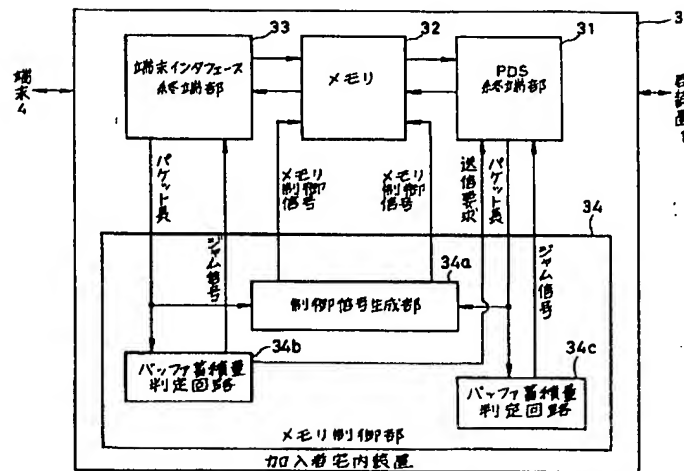 33
32
31
3
端末インタフェース
終端部
メモリ
PDS
終端部
端末4
局装置1
パケット長
ジャム信号
メモリ
制御
信号
メモリ
制御信号
送信要求
パケット長
ジャム信号
34
34a
制御信号生成部
34b
バッファ蓄積量
判定回路
34c
バッファ蓄積量
判定回路
メモリ制御部
加入者宅内装置